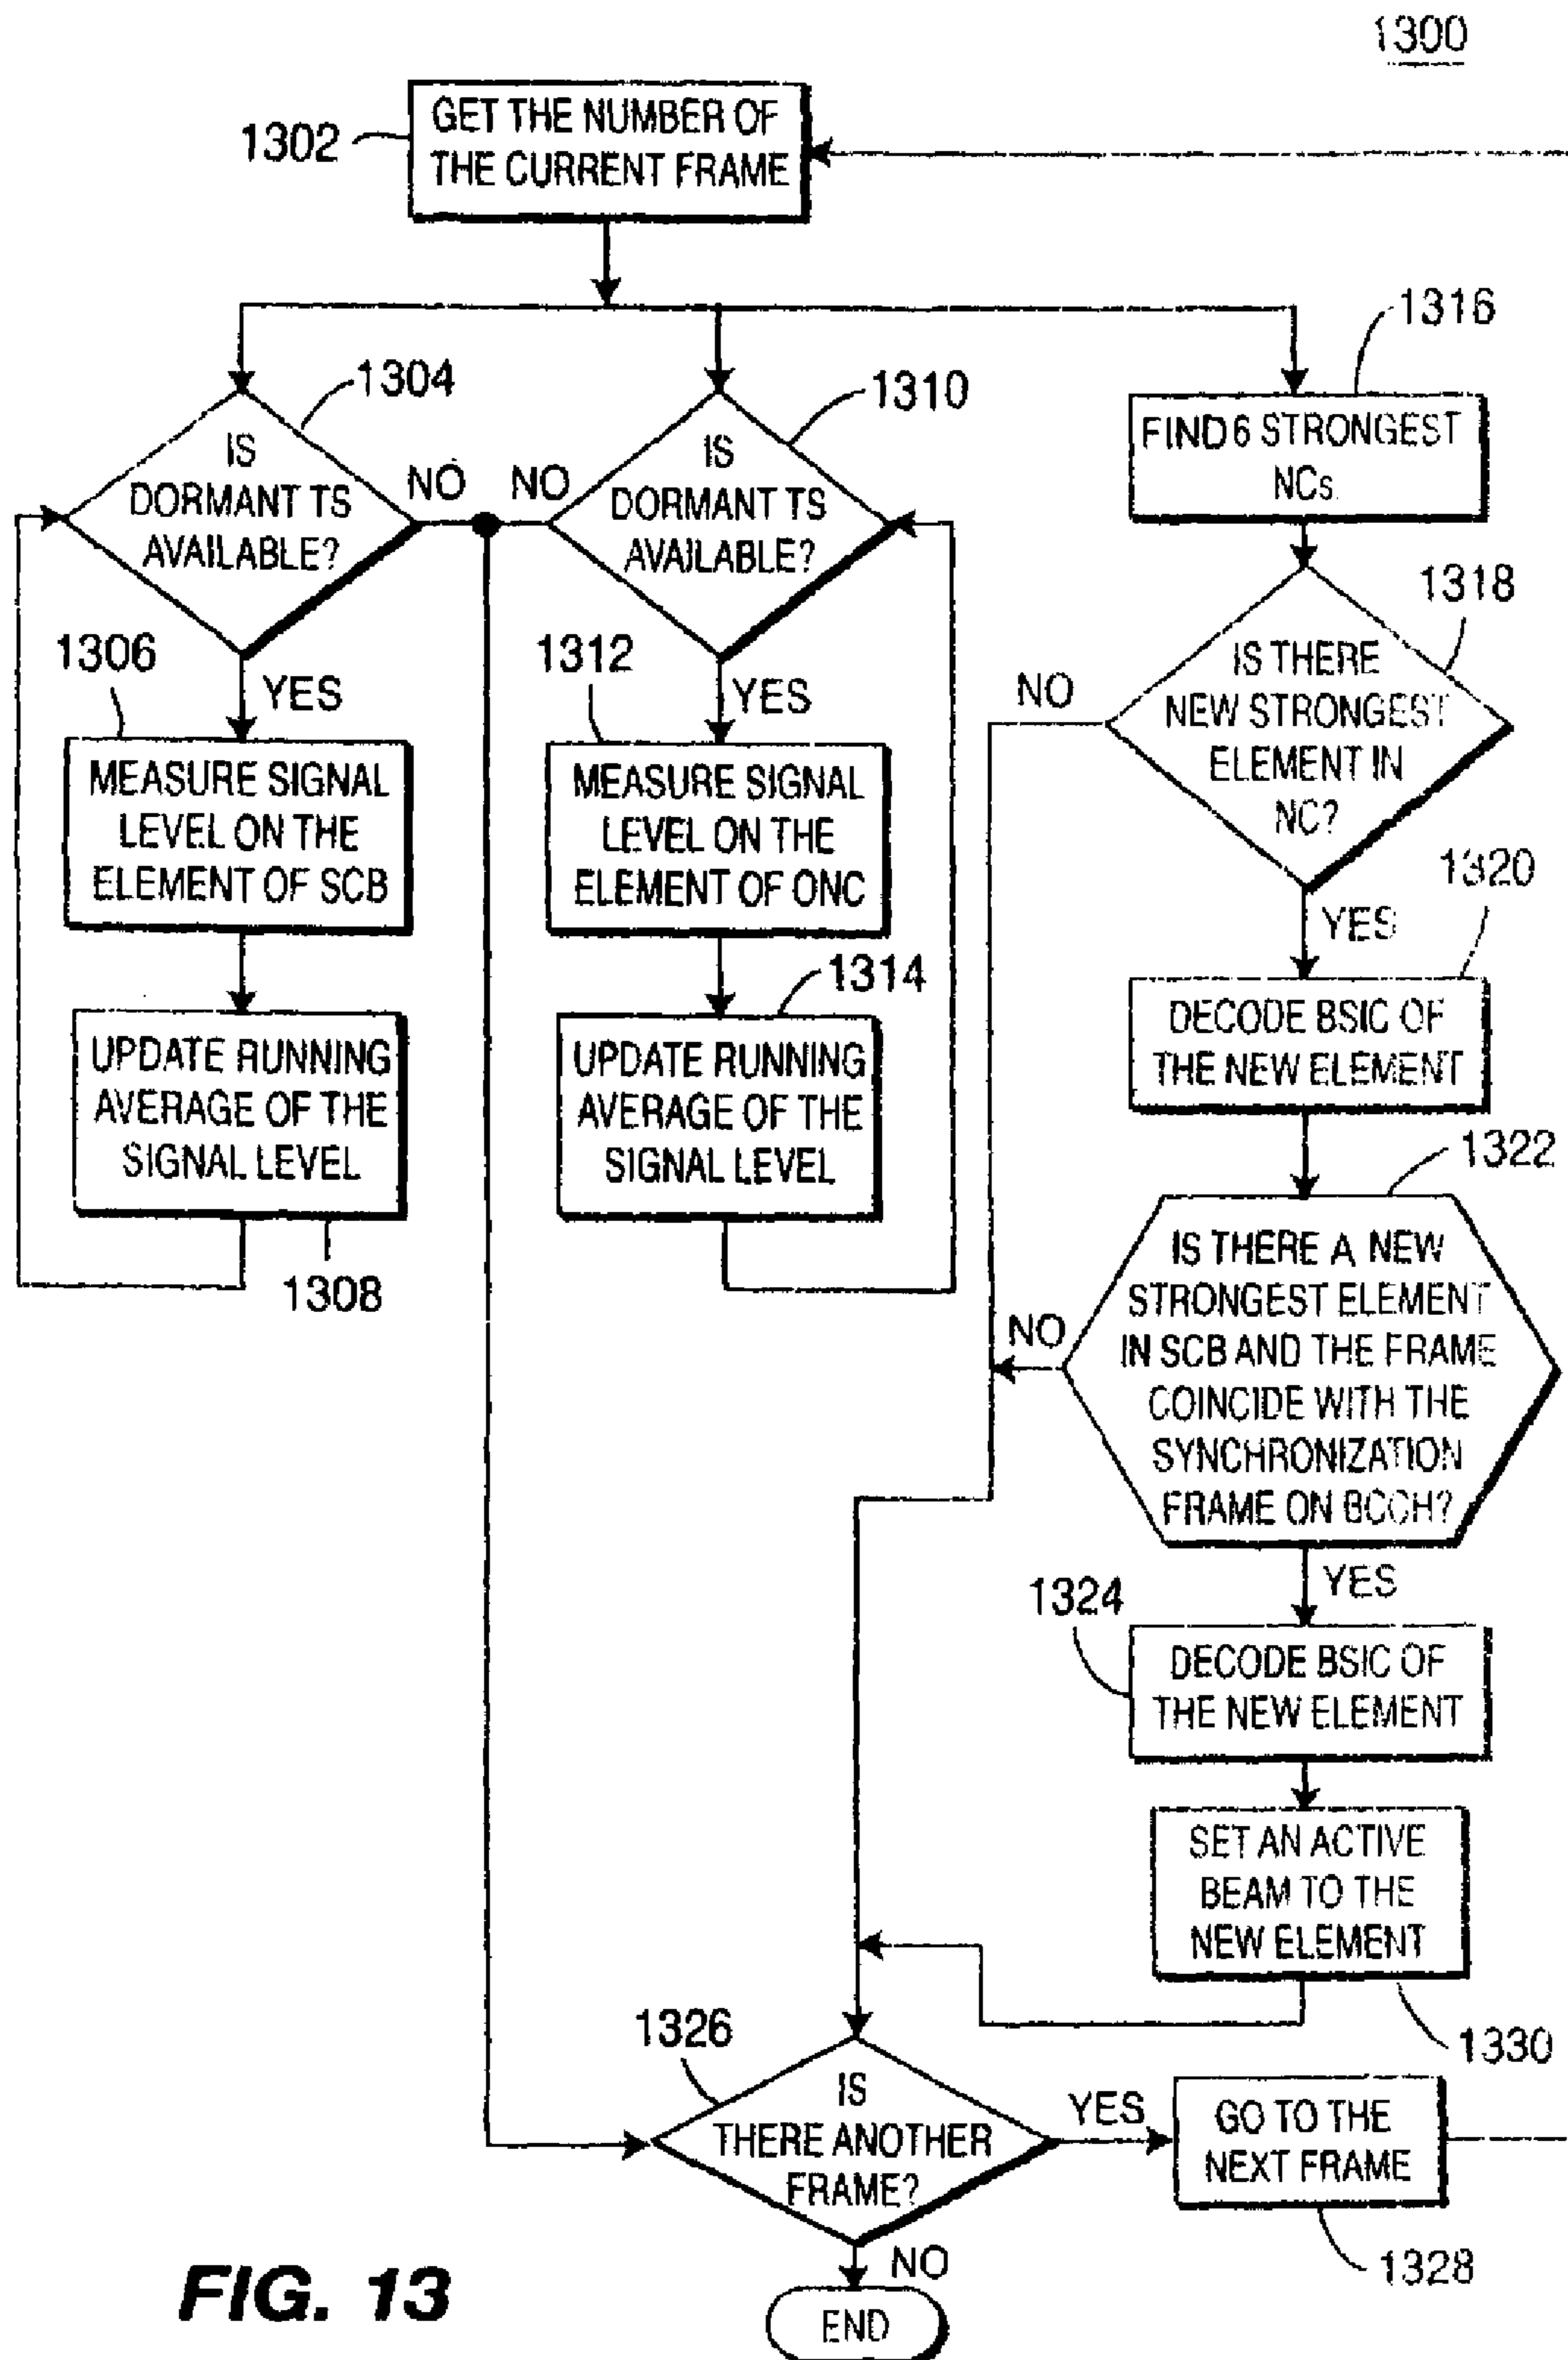 1300
GET THE NUMBER OF
THE CURRENT FRAME
1302
1304
IS
DORMANT TS
AVAILABLE?
NO
YES
1306
MEASURE SIGNAL
LEVEL ON THE
ELEMENT OF SCB
UPDATE RUNNING
AVERAGE OF THE
SIGNAL LEVEL
1308
1310
IS
DORMANT TS
AVAILABLE?
NO
YES
1312
MEASURE SIGNAL
LEVEL ON THE
ELEMENT OF ONC
1314
UPDATE RUNNING
AVERAGE OF THE
SIGNAL LEVEL
1316
FIND 6 STRONGEST
NCs
1318
IS THERE
NEW STRONGEST
ELEMENT IN
NC?
NO
YES
1320
DECODE BSIC OF
THE NEW ELEMENT
1322
IS THERE A NEW
STRONGEST ELEMENT
IN SCB AND THE FRAME
COINCIDE WITH THE
SYNCHRONIZATION
FRAME ON BCCH?
NO
YES
1324
DECODE BSIC OF
THE NEW ELEMENT
SET AN ACTIVE
BEAM TO THE
NEW ELEMENT
1330
1326
IS
THERE ANOTHER
FRAME?
YES
GO TO THE
NEXT FRAME
1328
NO
END
FIG. 13